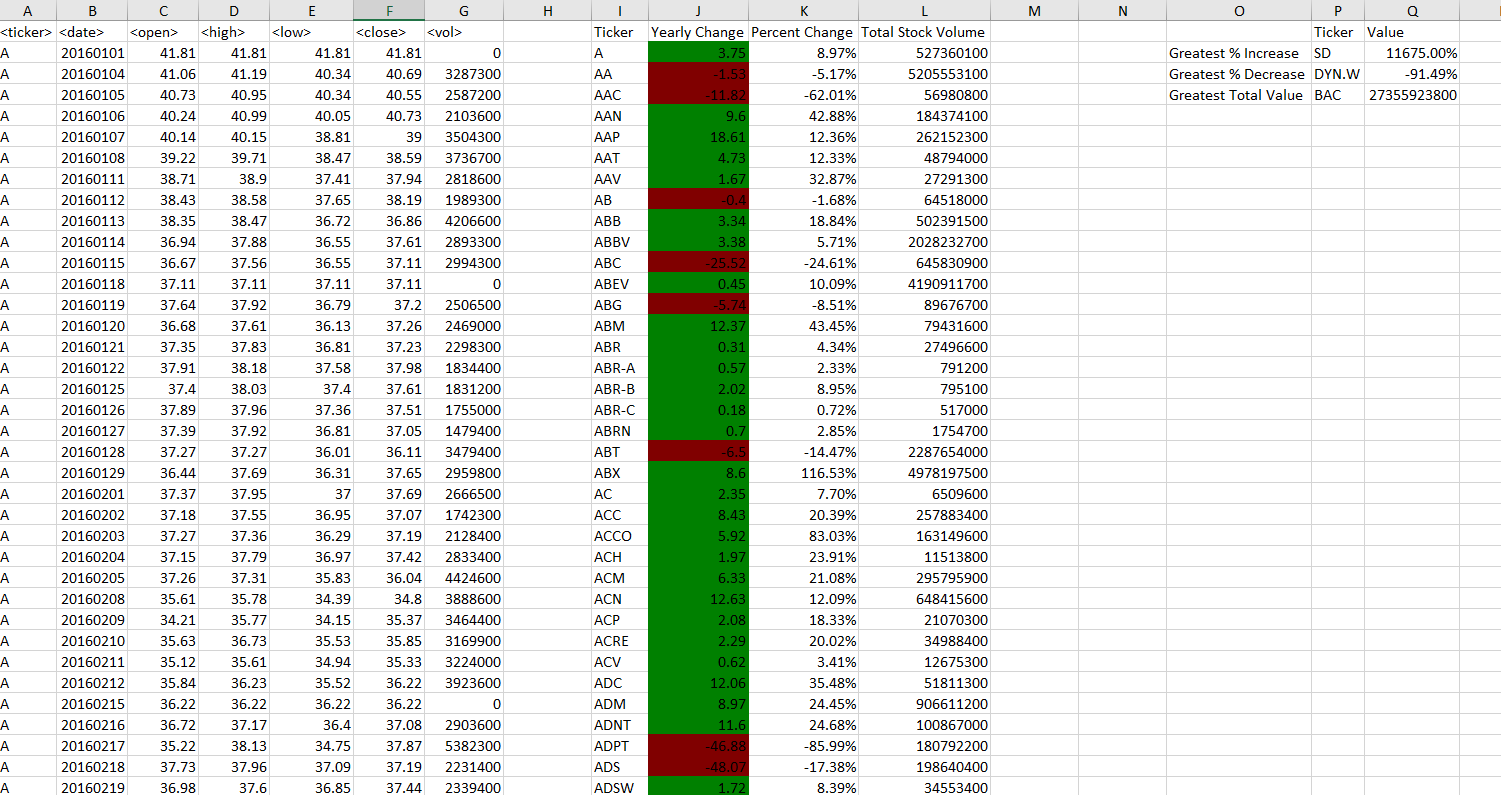 A B C D E F G H I J K L M N O P Q
<ticker> <date> <open> <high> <low> <close> <vol> Ticker Yearly Change Percent Change Total Stock Volume Ticker Value
A 20160101 41.81 41.81 41.81 41.81 0 A 3.75 8.97% 527360100 Greatest % Increase SD 11675.00%
A 20160104 41.06 41.19 40.34 40.69 3287300 AA -1.53 -5.17% 5205553100 Greatest % Decrease DYN.W -91.49%
A 20160105 40.73 40.95 40.34 40.55 2587200 AAC -11.82 -62.01% 56980800 Greatest Total Value BAC 27355923800
A 20160106 40.24 40.99 40.05 40.73 2103600 AAN 9.6 42.88% 184374100
A 20160107 40.14 40.15 38.81 39 3504300 AAP 18.61 12.36% 262152300
A 20160108 39.22 39.71 38.47 38.59 3736700 AAT 4.73 12.33% 48794000
A 20160111 38.71 38.9 37.41 37.94 2818600 AAV 1.67 32.87% 27291300
A 20160112 38.43 38.58 37.65 38.19 1989300 AB -0.4 -1.68% 64518000
A 20160113 38.35 38.47 36.72 36.86 4206600 ABB 3.34 18.84% 502391500
A 20160114 36.94 37.88 36.55 37.61 2893300 ABBV 3.38 5.71% 2028232700
A 20160115 36.67 37.56 36.55 37.11 2994300 ABC -25.52 -24.61% 645830900
A 20160118 37.11 37.11 37.11 37.11 0 ABEV 0.45 10.09% 4190911700
A 20160119 37.64 37.92 36.79 37.2 2506500 ABG -5.74 -8.51% 89676700
A 20160120 36.68 37.61 36.13 37.26 2469000 ABM 12.37 43.45% 79431600
A 20160121 37.35 37.83 36.81 37.23 2298300 ABR 0.31 4.34% 27496600
A 20160122 37.91 38.18 37.58 37.98 1834400 ABR-A 0.57 2.33% 791200
A 20160125 37.4 38.03 37.4 37.61 1831200 ABR-B 2.02 8.95% 795100
A 20160126 37.89 37.96 37.36 37.51 1755000 ABR-C 0.18 0.72% 517000
A 20160127 37.39 37.92 36.81 37.05 1479400 ABRN 0.7 2.85% 1754700
A 20160128 37.27 37.27 36.01 36.11 3479400 ABT -6.5 -14.47% 2287654000
A 20160129 36.44 37.69 36.31 37.65 2959800 ABX 8.6 116.53% 4978197500
A 20160201 37.37 37.95 37 37.69 2666500 AC 2.35 7.70% 6509600
A 20160202 37.18 37.55 36.95 37.07 1742300 ACC 8.43 20.39% 257883400
A 20160203 37.27 37.36 36.29 37.19 2128400 ACCO 5.92 83.03% 163149600
A 20160204 37.15 37.79 36.97 37.42 2833400 ACH 1.97 23.91% 11513800
A 20160205 37.26 37.31 35.83 36.04 4424600 ACM 6.33 21.08% 295795900
A 20160208 35.61 35.78 34.39 34.8 3888600 ACN 12.63 12.09% 648415600
A 20160209 34.21 35.77 34.15 35.37 3464400 ACP 2.08 18.33% 21070300
A 20160210 35.63 36.73 35.53 35.85 3169900 ACRE 2.29 20.02% 34988400
A 20160211 35.12 35.61 34.94 35.33 3224000 ACV 0.62 3.41% 12675300
A 20160212 35.84 36.23 35.52 36.22 3923600 ADC 12.06 35.48% 51811300
A 20160215 36.22 36.22 36.22 36.22 0 ADM 8.97 24.45% 906611200
A 20160216 36.72 37.17 36.4 37.08 2903600 ADNT 11.6 24.68% 100867000
A 20160217 35.22 38.13 34.75 37.87 5382300 ADPT -46.88 -85.99% 180792200
A 20160218 37.73 37.96 37.09 37.19 2231400 ADS -48.07 -17.38% 198640400
A 20160219 36.98 37.6 36.85 37.44 2339400 ADSW 1.72 8.39% 34553400